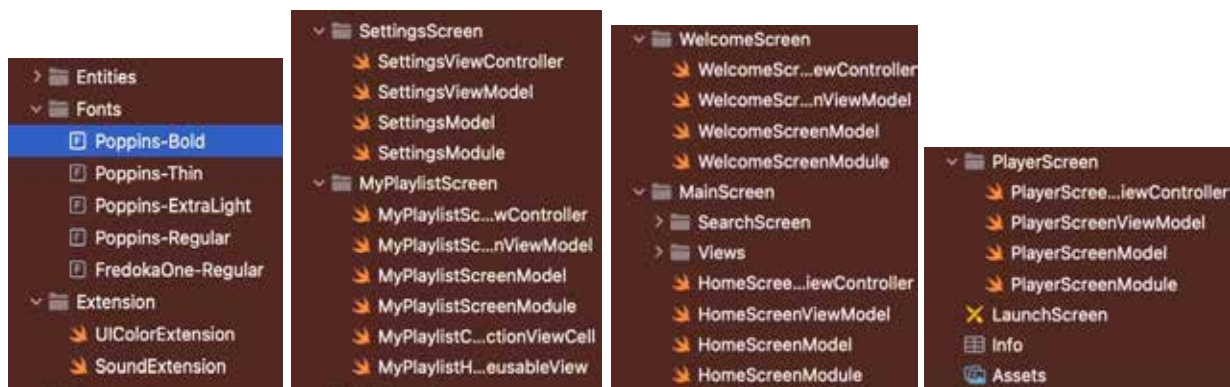 Entities
Fonts
Poppins-Bold
Poppins-Thin
Poppins-ExtraLight
Poppins-Regular
FredokaOne-Regular
Extension
UIColorExtension
SoundExtension
SettingsScreen
SettingsViewController
SettingsViewModel
SettingsModel
SettingsModule
MyPlaylistScreen
MyPlaylistSc...wController
MyPlaylistSc...nViewModel
MyPlaylistScreenModel
MyPlaylistScreenModule
MyPlaylistC...ctionViewCell
MyPlaylistH...eusableView
WelcomeScreen
WelcomeScr...ewController
WelcomeScr...nViewModel
WelcomeScreenModel
WelcomeScreenModule
MainScreen
SearchScreen
Views
HomeScree...iewController
HomeScreenViewModel
HomeScreenModel
HomeScreenModule
PlayerScreen
PlayerScree...iewController
PlayerScreenViewModel
PlayerScreenModel
PlayerScreenModule
LaunchScreen
Info
Assets